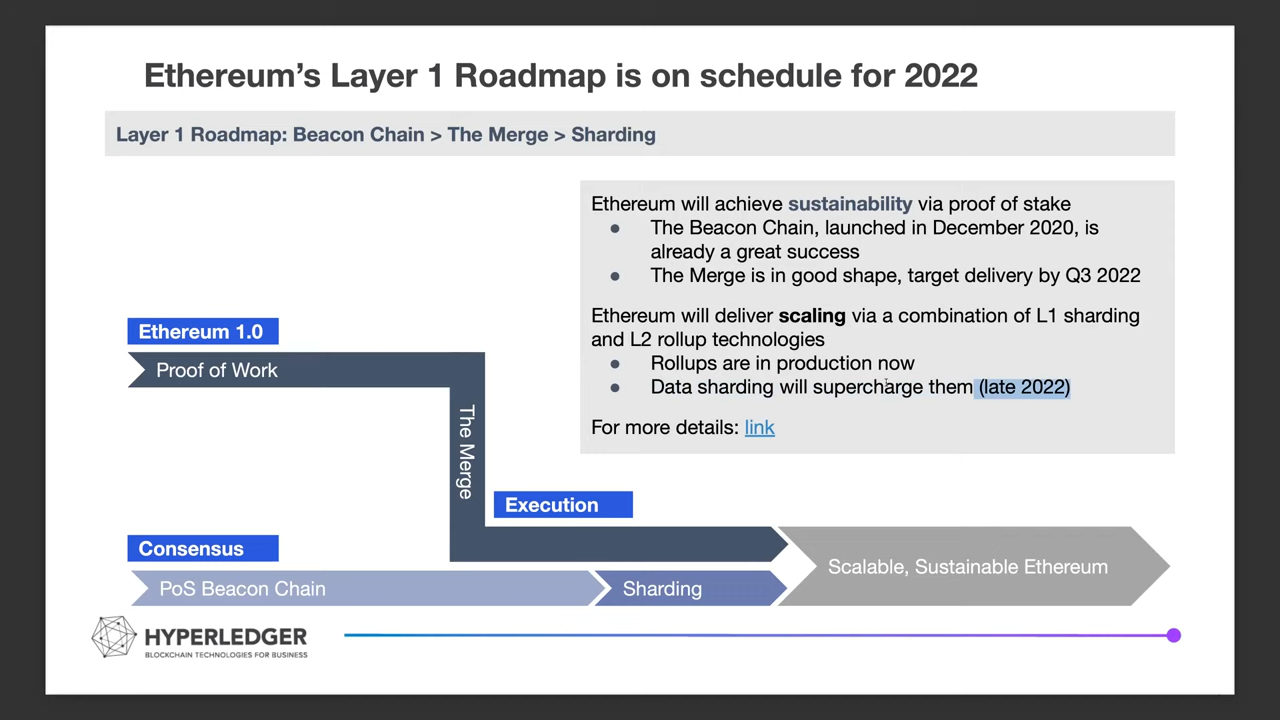 Ethereum’s Layer 1 Roadmap is on schedule for 2022
Layer 1 Roadmap: Beacon Chain > The Merge > Sharding
Ethereum will achieve sustainability via proof of stake
● The Beacon Chain, launched in December 2020, is
already a great success
● The Merge is in good shape, target delivery by Q3 2022
Ethereum will deliver scaling via a combination of L1 sharding
and L2 rollup technologies
● Rollups are in production now
● Data sharding will supercharge them (late 2022)
For more details: link
Ethereum 1.0
Proof of Work
The Merge
Execution
Consensus
PoS Beacon Chain
Sharding
Scalable, Sustainable Ethereum
HYPERLEDGER
BLOCKCHAIN TECHNOLOGIES FOR BUSINESS